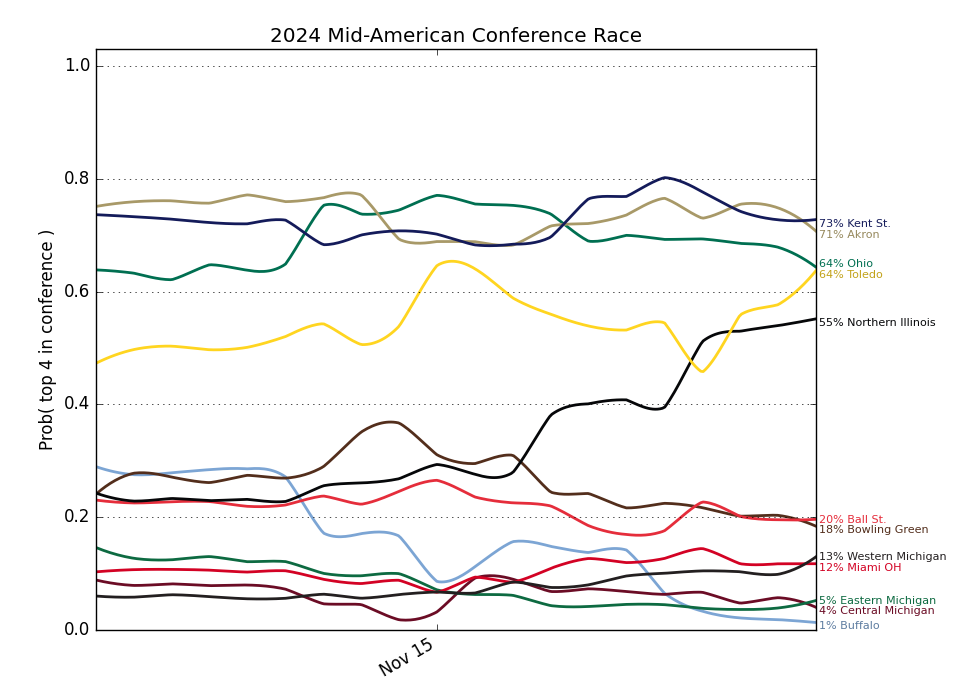 2024 Mid-American Conference Race
Prob( top 4 in conference )
1.0
0.8
0.6
0.4
0.2
0.0
Nov 15
73% Kent St.
71% Akron
64% Ohio
64% Toledo
55% Northern Illinois
20% Ball St.
18% Bowling Green
13% Western Michigan
12% Miami OH
5% Eastern Michigan
4% Central Michigan
1% Buffalo